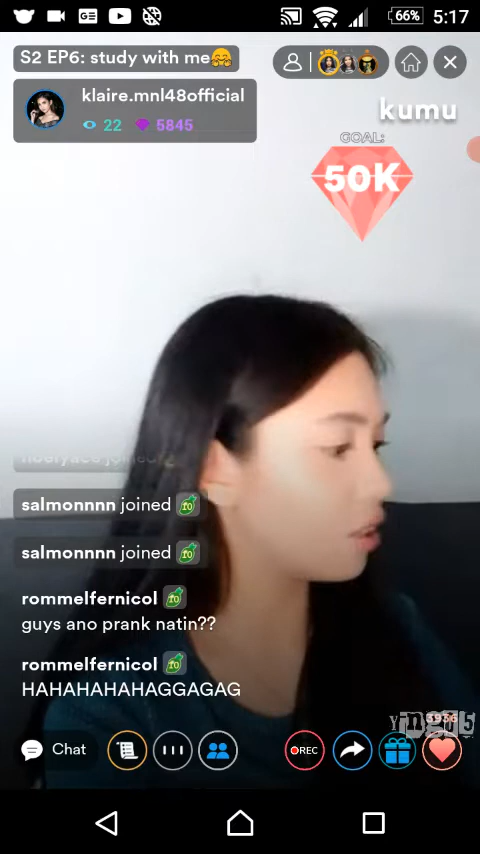 66% 5:17
S2 EP6: study with me🤗
klaire.mnl48official
22 5845
kumu
GOAL:
50K
salmonnnn joined
salmonnnn joined
rommelfernicol
guys ano prank natin??
rommelfernicol
HAHAHAHAHAGGAGAG
3936
Chat
REC